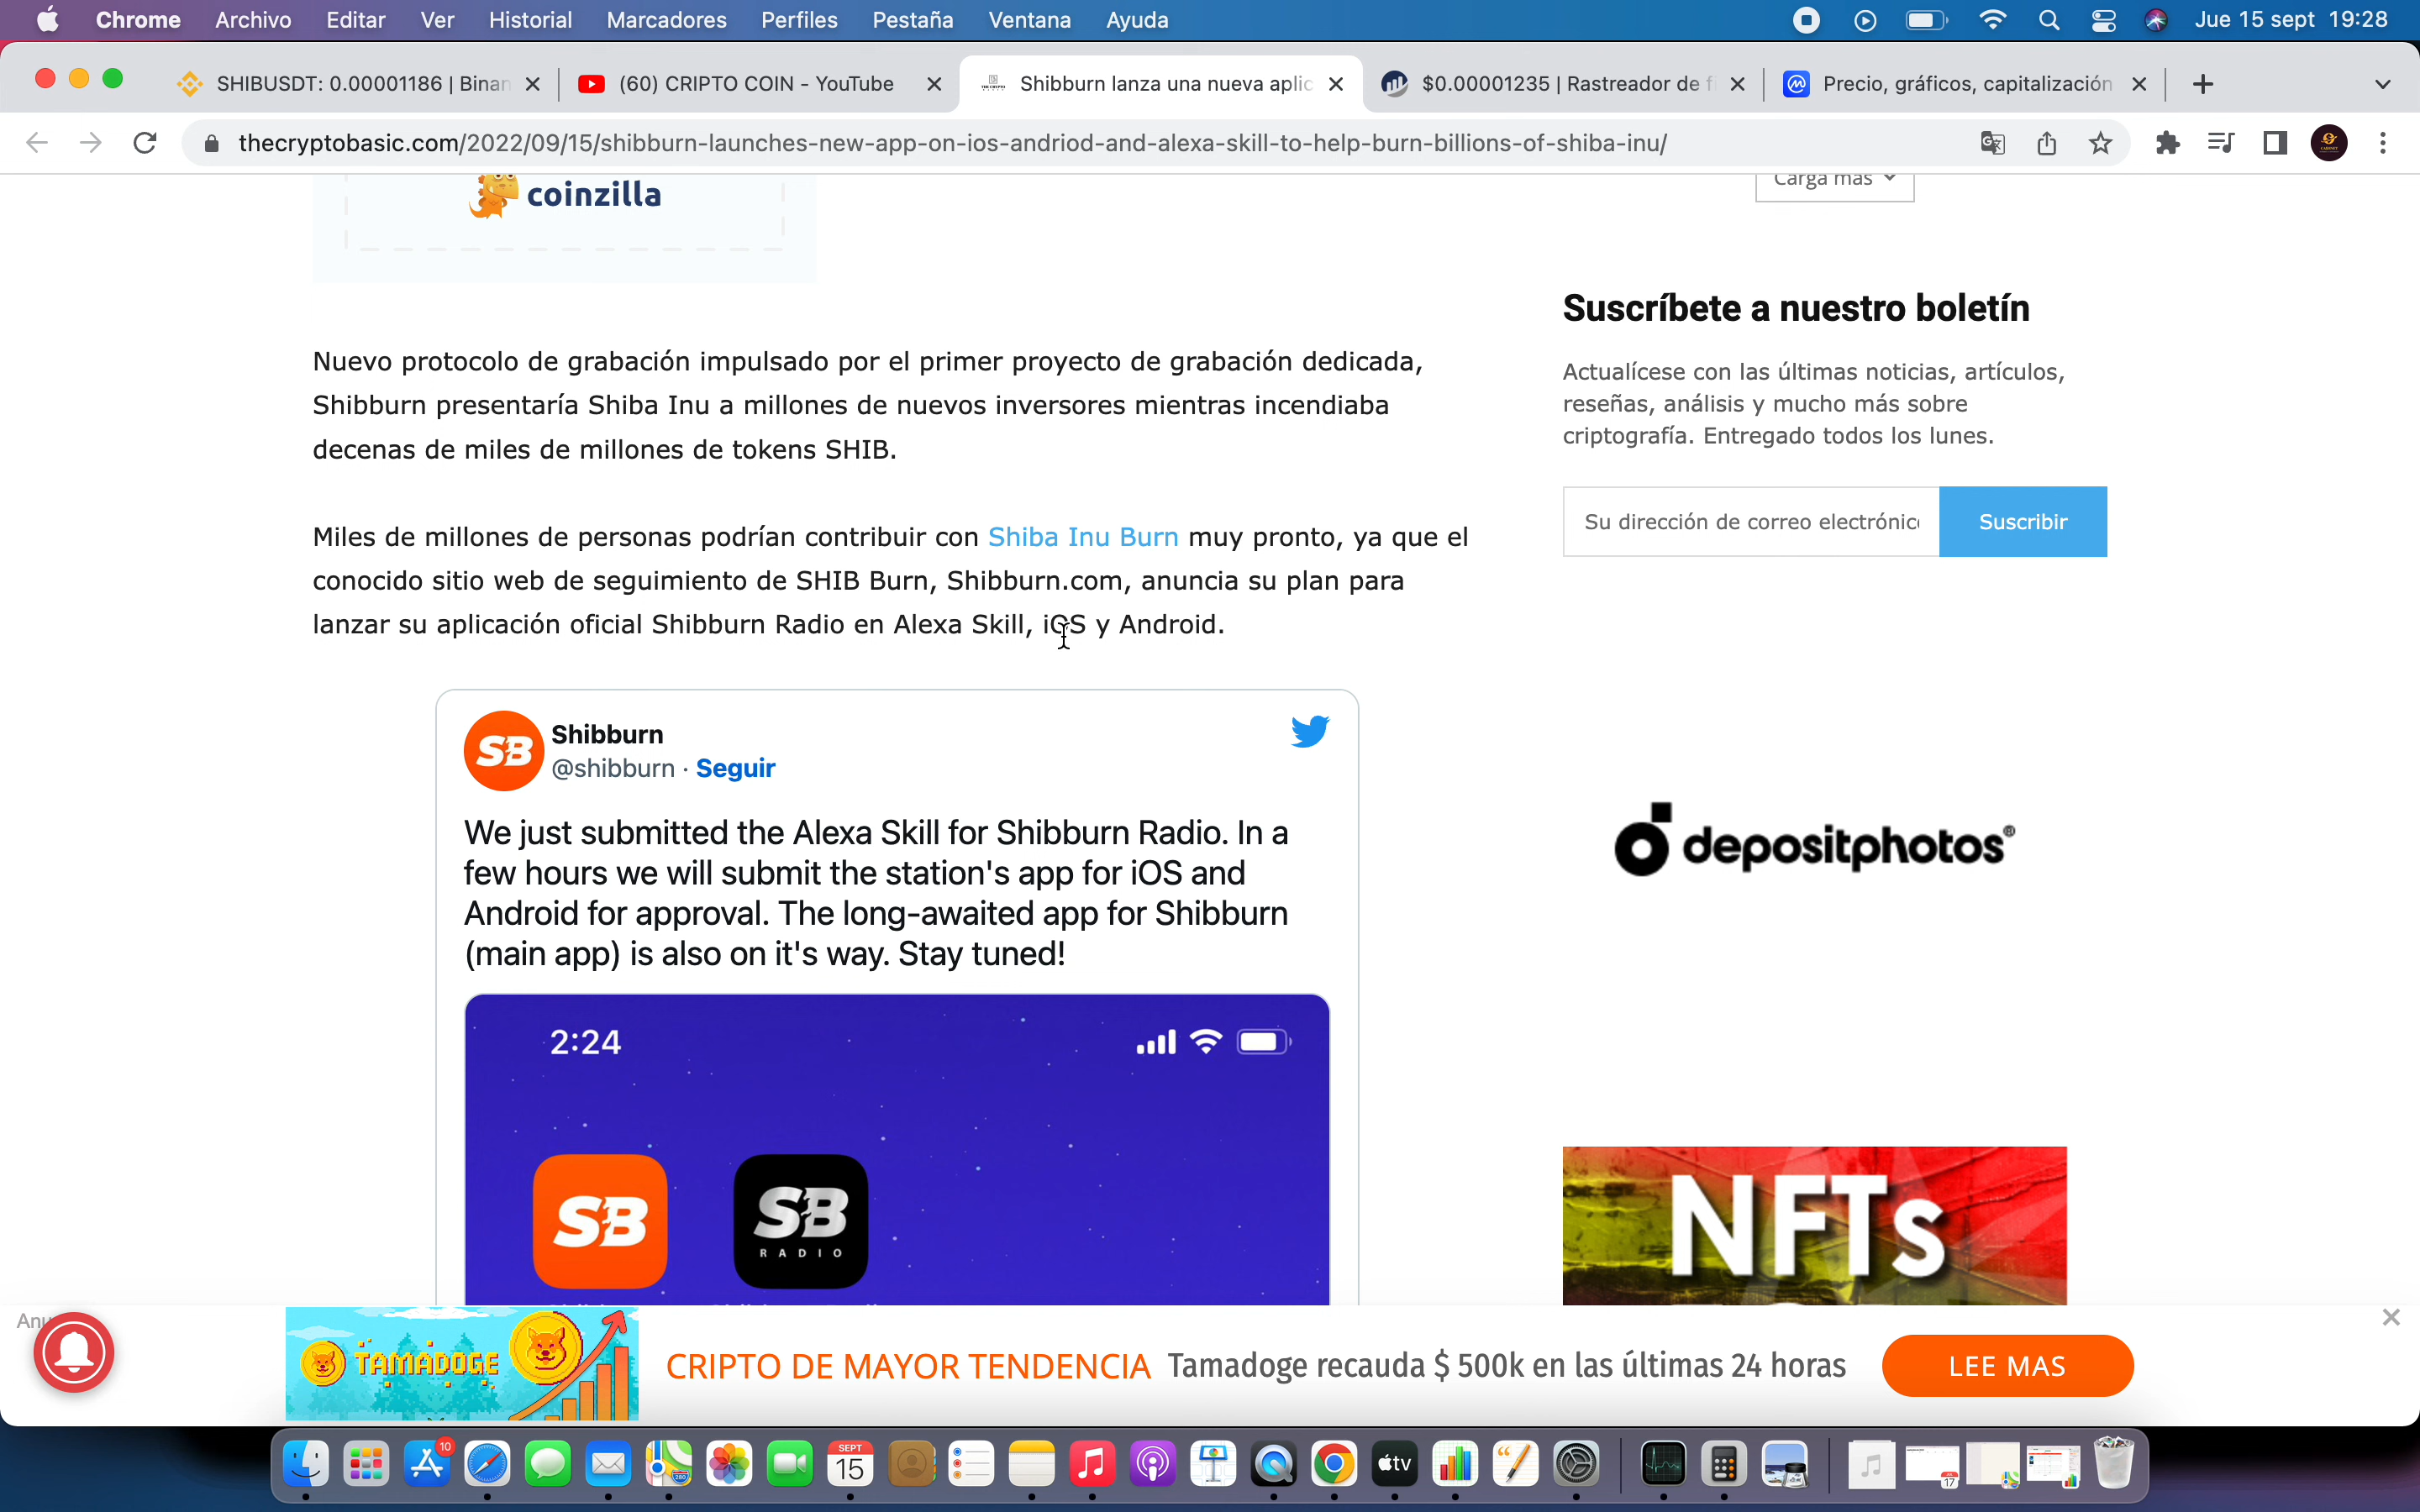 Chrome Archivo Editar Ver Historial Marcadores Perfiles Pestaña Ventana Ayuda Jue 15 sept 19:28
SHIBUSDT: 0.00001186 | Binan (60) CRIPTO COIN - YouTube Shibburn lanza una nueva aplic $0.00001235 | Rastreador de fi Precio, gráficos, capitalización
thecryptobasic.com/2022/09/15/shibburn-launches-new-app-on-ios-andriod-and-alexa-skill-to-help-burn-billions-of-shiba-inu/
coinzilla
Carga más
Nuevo protocolo de grabación impulsado por el primer proyecto de grabación dedicada,
Shibburn presentaría Shiba Inu a millones de nuevos inversores mientras incendiaba
decenas de miles de millones de tokens SHIB.
Miles de millones de personas podrían contribuir con Shiba Inu Burn muy pronto, ya que el
conocido sitio web de seguimiento de SHIB Burn, Shibburn.com, anuncia su plan para
lanzar su aplicación oficial Shibburn Radio en Alexa Skill, iOS y Android.
Shibburn
@shibburn · Seguir
We just submitted the Alexa Skill for Shibburn Radio. In a
few hours we will submit the station's app for iOS and
Android for approval. The long-awaited app for Shibburn
(main app) is also on it's way. Stay tuned!
2:24
SB
SB
SB
RADIO
Suscríbete a nuestro boletín
Actualícese con las últimas noticias, artículos,
reseñas, análisis y mucho más sobre
criptografía. Entregado todos los lunes.
Su dirección de correo electrónic Suscribir
depositphotos®
NFTs
TAMADOGE
CRIPTO DE MAYOR TENDENCIA Tamadoge recauda $ 500k en las últimas 24 horas
LEE MAS
10
SEPT
15
280
tv
17